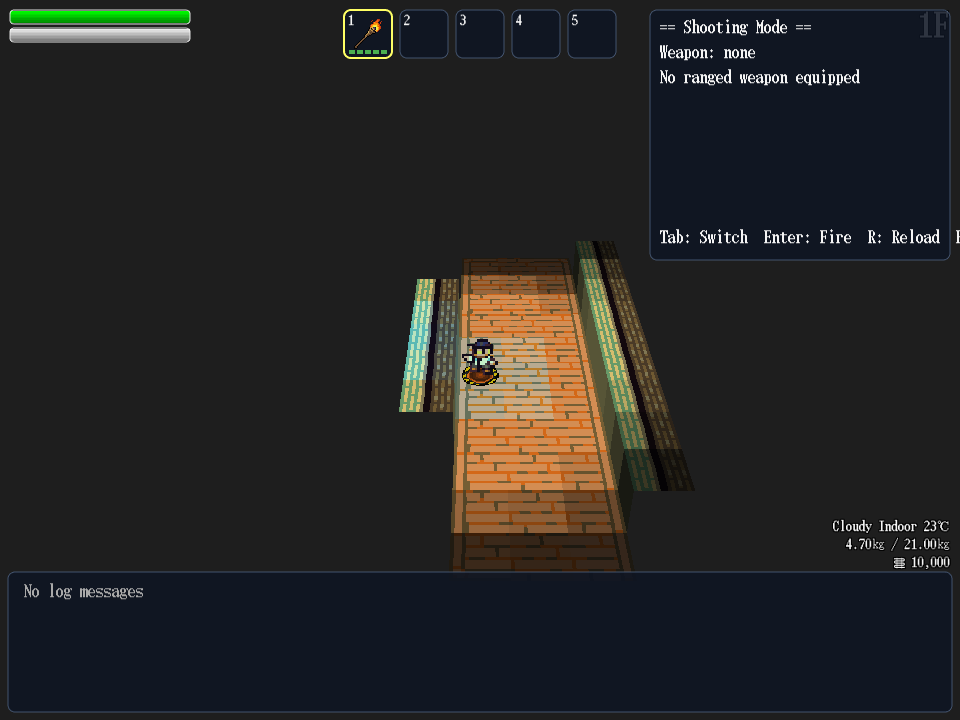 1 2 3 4 5
1F
== Shooting Mode ==
Weapon: none
No ranged weapon equipped
Tab: Switch  Enter: Fire  R: Reload
Cloudy Indoor 23℃
4.70kg / 21.00kg
10,000
No log messages